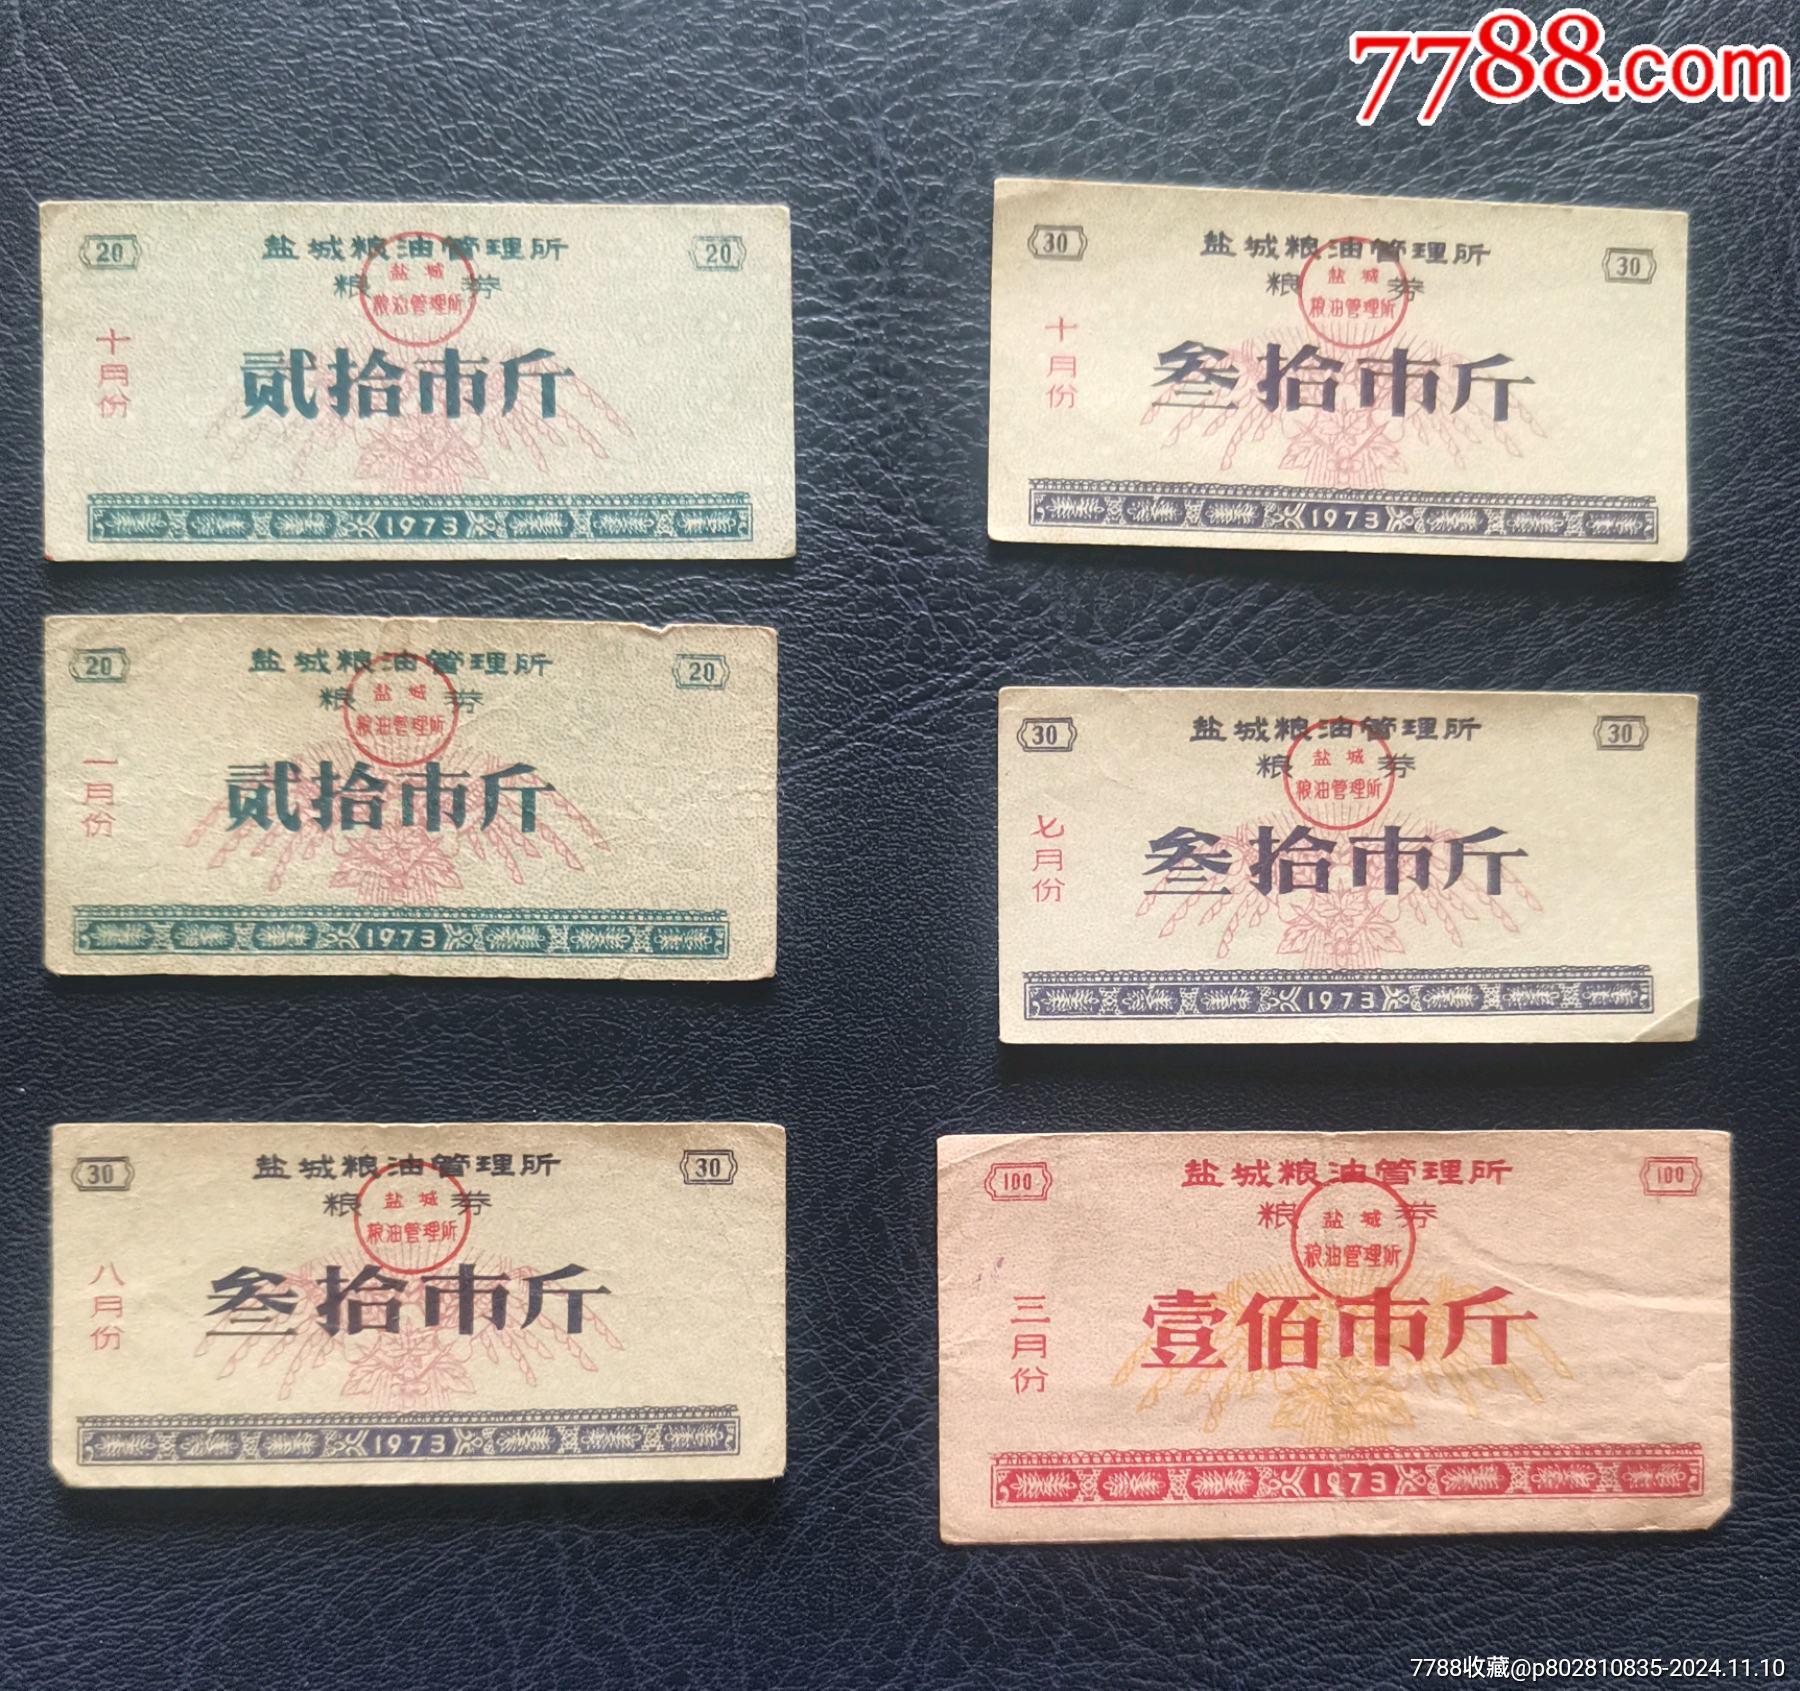 7788.com
20
盐城粮油管理所
20
粮券
盐城
粮油管理所
十月份
贰拾市斤
1973
30
盐城粮油管理所
30
粮券
盐城
粮油管理所
十月份
叁拾市斤
1973
20
盐城粮油管理所
20
粮券
盐城
粮油管理所
一月份
贰拾市斤
1973
30
盐城粮油管理所
30
粮券
盐城
粮油管理所
七月份
叁拾市斤
1973
30
盐城粮油管理所
30
粮券
盐城
粮油管理所
八月份
叁拾市斤
1973
100
盐城粮油管理所
100
粮券
盐城
粮油管理所
三月份
壹佰市斤
1973
7788收藏@p802810835-2024.11.10